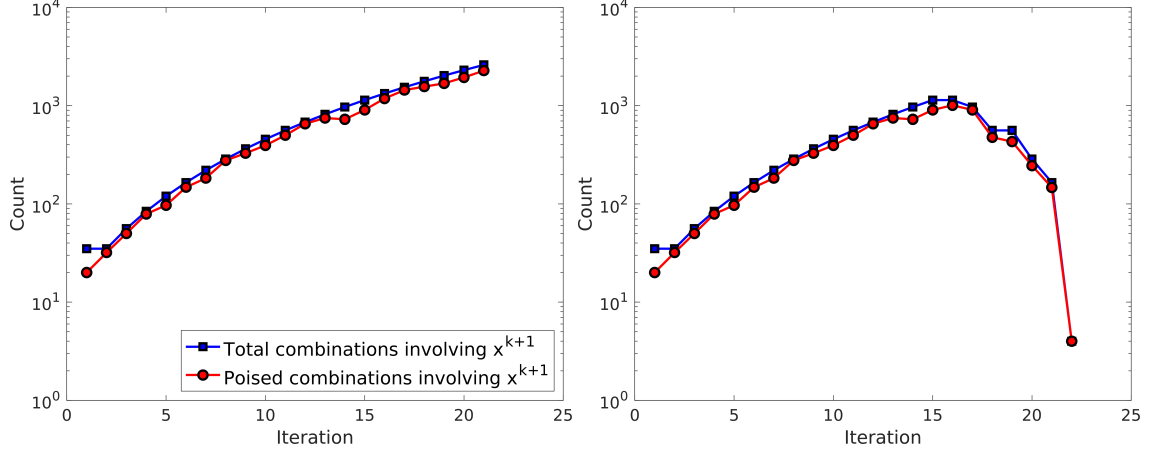 10^4
10^3
10^2
10^1
10^0
Count
0 5 10 15 20 25
Iteration
Total combinations involving x^{k+1}
Poised combinations involving x^{k+1}
10^4
10^3
10^2
10^1
10^0
Count
0 5 10 15 20 25
Iteration